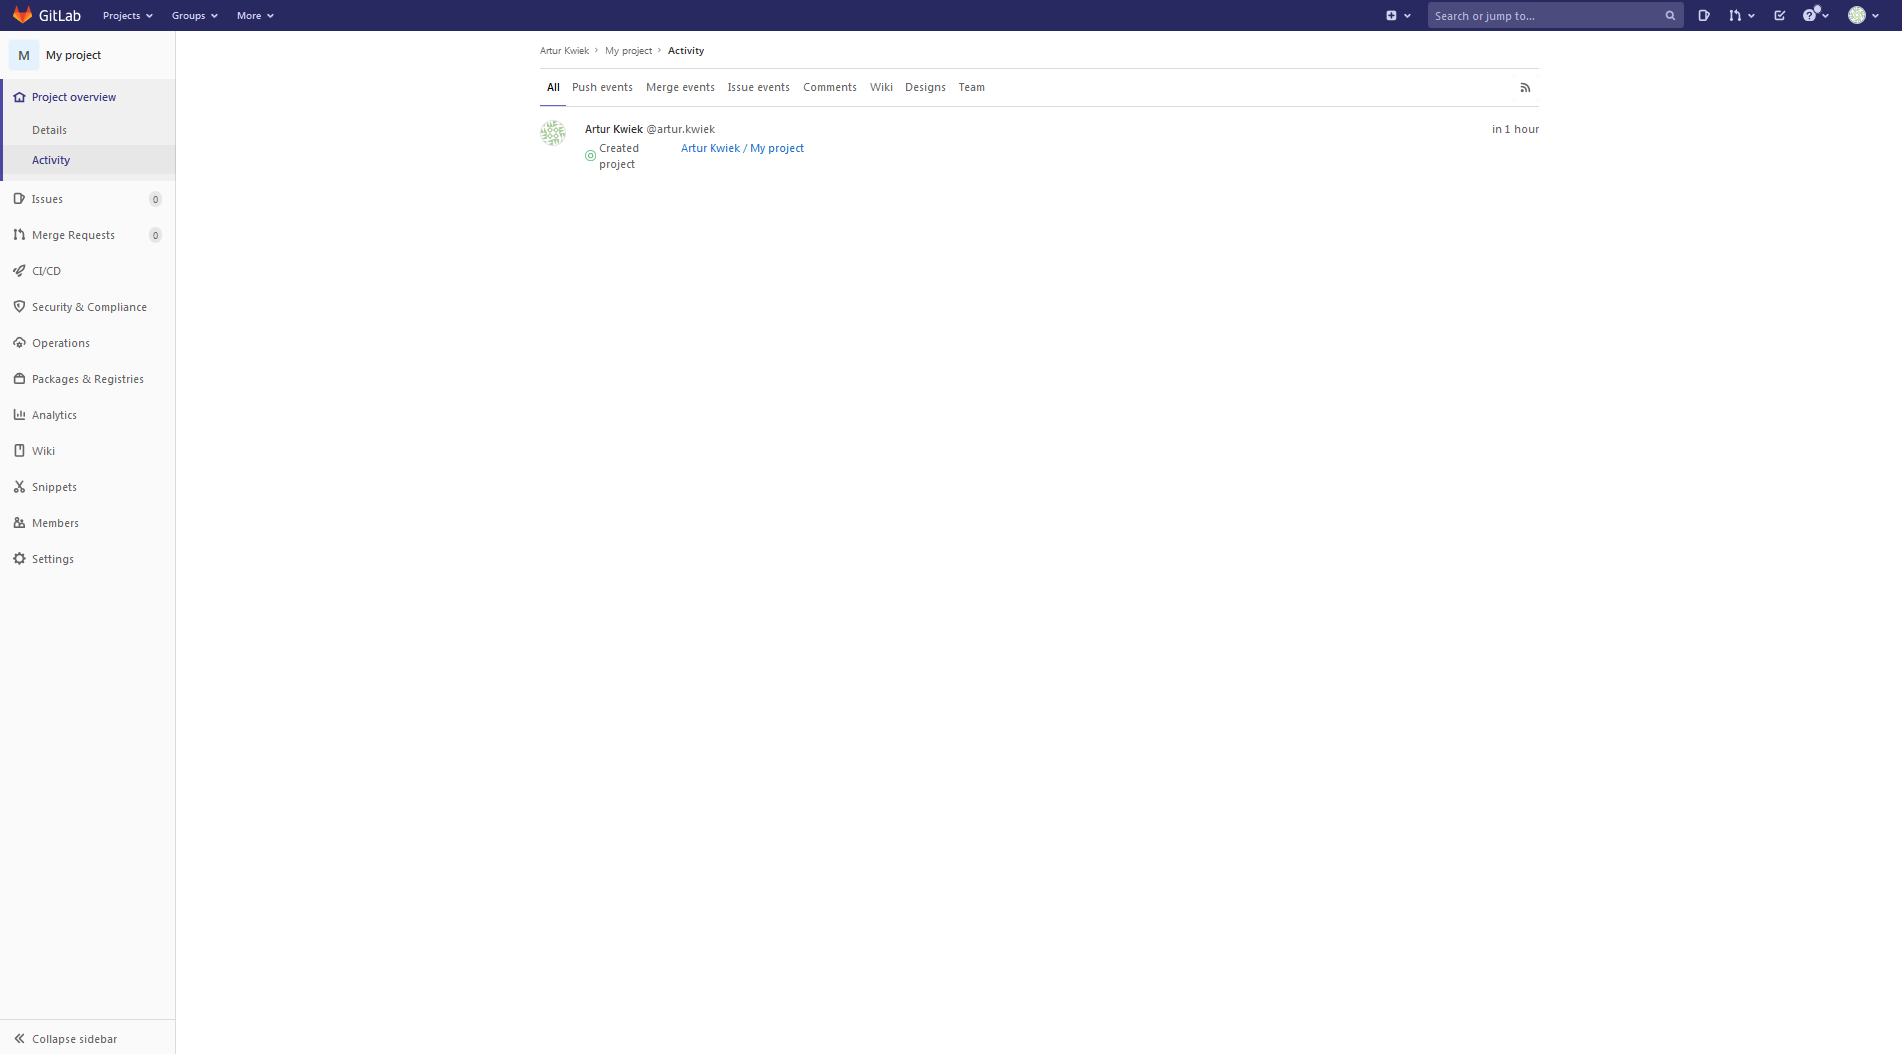 GitLab Projects Groups More Search or jump to...
M My project
Project overview
Details
Activity
Issues 0
Merge Requests 0
CI/CD
Security & Compliance
Operations
Packages & Registries
Analytics
Wiki
Snippets
Members
Settings
Collapse sidebar
Artur Kwiek › My project › Activity
All Push events Merge events Issue events Comments Wiki Designs Team
Artur Kwiek @artur.kwiek in 1 hour
Created project Artur Kwiek / My project